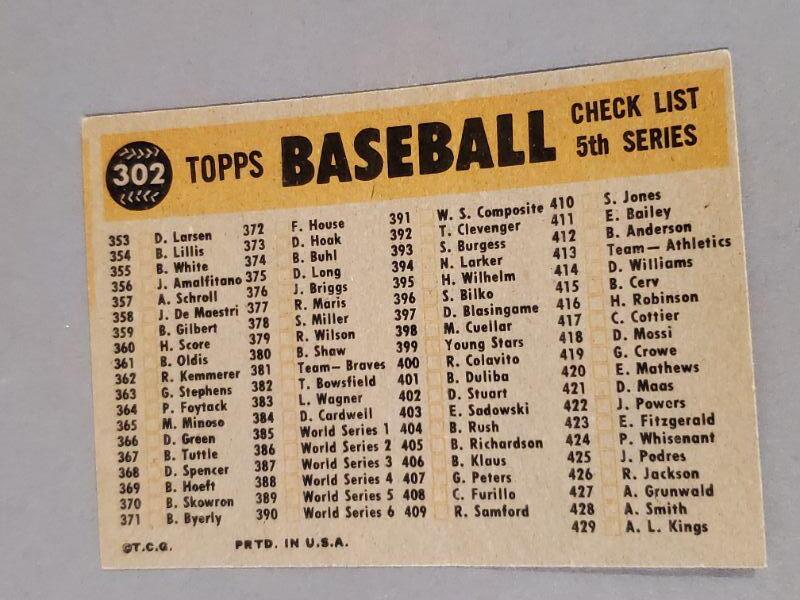 302
TOPPS BASEBALL
CHECK LIST
5th SERIES
353 D. Larsen
354 B. Lillis
355 B. White
356 J. Amalfitano
357 A. Schroll
358 J. De Maestri
359 B. Gilbert
360 H. Score
361 B. Oldis
362 R. Kemmerer
363 G. Stephens
364 P. Foytack
365 M. Minoso
366 D. Green
367 B. Tuttle
368 D. Spencer
369 B. Hoeft
370 B. Skowron
371 B. Byerly
372 F. House
373 D. Hoak
374 B. Buhl
375 D. Long
376 J. Briggs
377 R. Maris
378 S. Miller
379 R. Wilson
380 B. Shaw
381 Team— Braves
382 T. Bowsfield
383 L. Wagner
384 D. Cardwell
385 World Series 1
386 World Series 2
387 World Series 3
388 World Series 4
389 World Series 5
390 World Series 6
391 W. S. Composite
392 T. Clevenger
393 S. Burgess
394 N. Larker
395 H. Wilhelm
396 S. Bilko
397 D. Blasingame
398 M. Cuellar
399 Young Stars
400 R. Colavito
401 B. Duliba
402 D. Stuart
403 E. Sadowski
404 B. Rush
405 B. Richardson
406 B. Klaus
407 G. Peters
408 C. Furillo
409 R. Samford
410 S. Jones
411 E. Bailey
412 B. Anderson
413 Team— Athletics
414 D. Williams
415 B. Cerv
416 H. Robinson
417 C. Cottier
418 D. Mossi
419 G. Crowe
420 E. Mathews
421 D. Maas
422 J. Powers
423 E. Fitzgerald
424 P. Whisenant
425 J. Podres
426 R. Jackson
427 A. Grunwald
428 A. Smith
429 A. L. Kings
©T.C.G. PRTD. IN U.S.A.